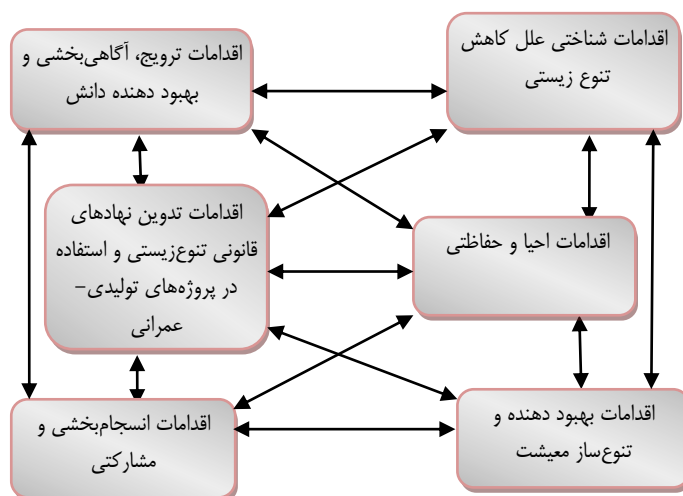 اقدامات شناختی علل کاهش
تنوع زیستی
اقدامات ترویج، آگاهی‌بخشی و
بهبود دهنده دانش
اقدامات احیا و حفاظتی
اقدامات تدوین نهادهای
قانونی تنوع‌زیستی و استفاده
در پروژه‌های تولیدی-
عمرانی
اقدامات بهبود دهنده و
تنوع‌ساز معیشت
اقدامات انسجام‌بخشی و
مشارکتی